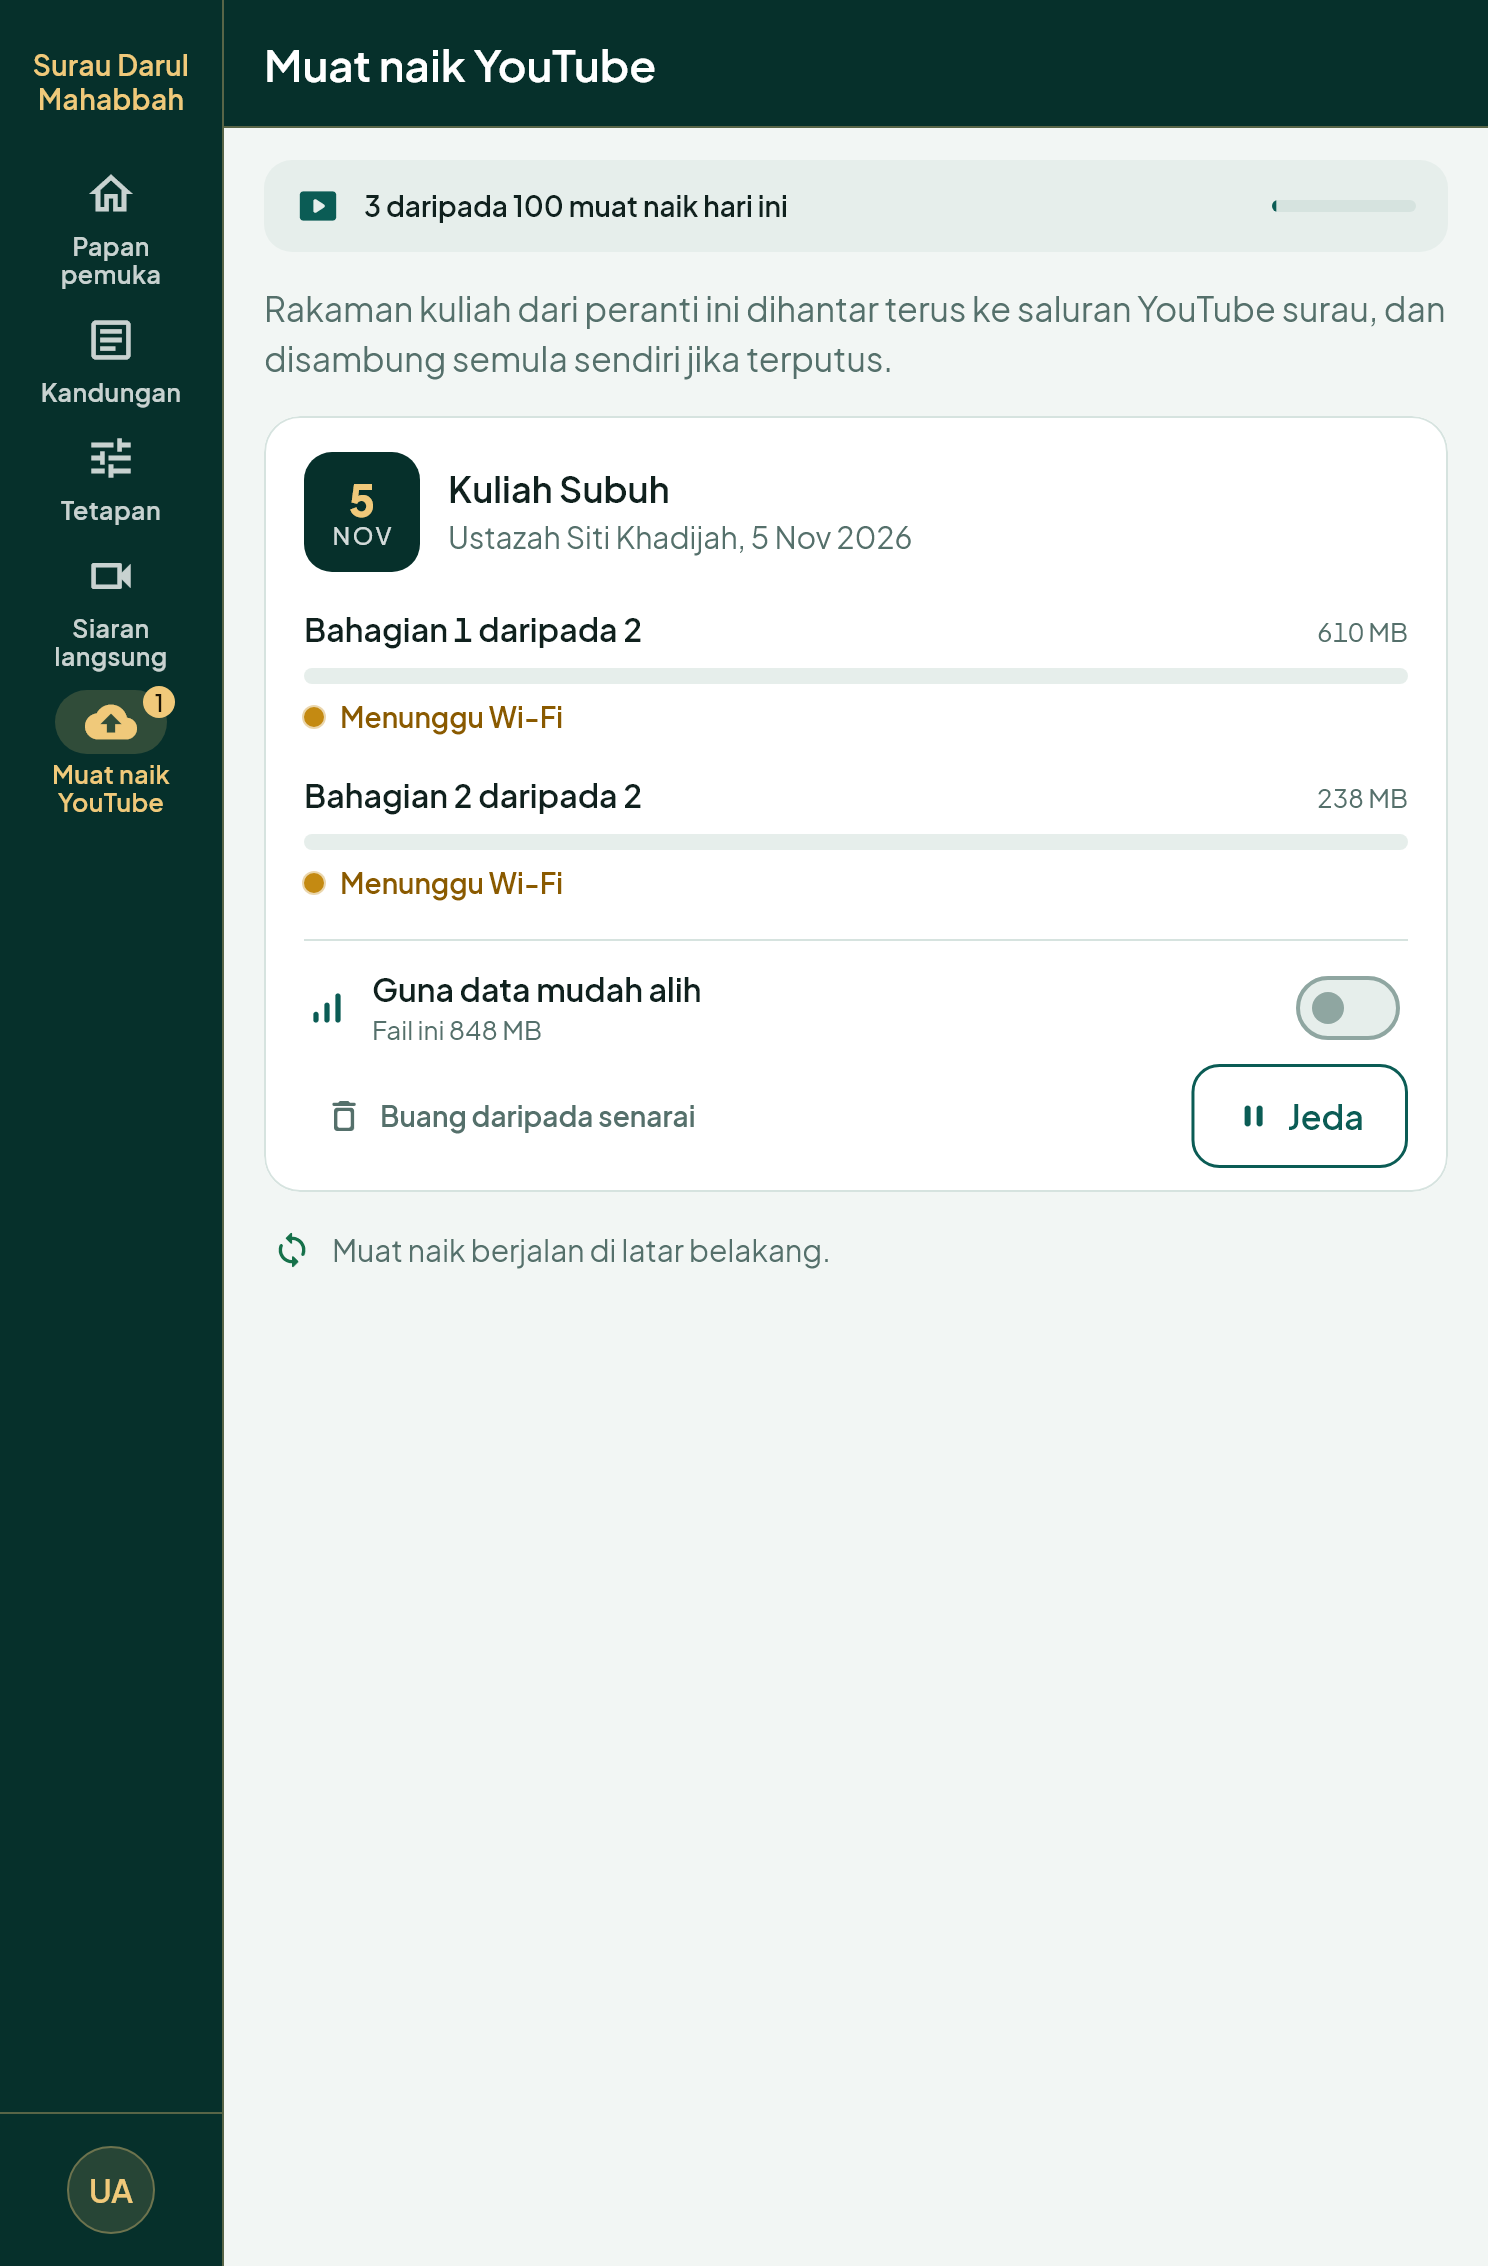 Surau Darul
Mahabbah
Papan
pemuka
Kandungan
Tetapan
Siaran
langsung
1
Muat naik
YouTube
UA
Muat naik YouTube
3 daripada 100 muat naik hari ini
Rakaman kuliah dari peranti ini dihantar terus ke saluran YouTube surau, dan
disambung semula sendiri jika terputus.
5
NOV
Kuliah Subuh
Ustazah Siti Khadijah, 5 Nov 2026
Bahagian 1 daripada 2
610 MB
Menunggu Wi-Fi
Bahagian 2 daripada 2
238 MB
Menunggu Wi-Fi
Guna data mudah alih
Fail ini 848 MB
Buang daripada senarai
Jeda
Muat naik berjalan di latar belakang.